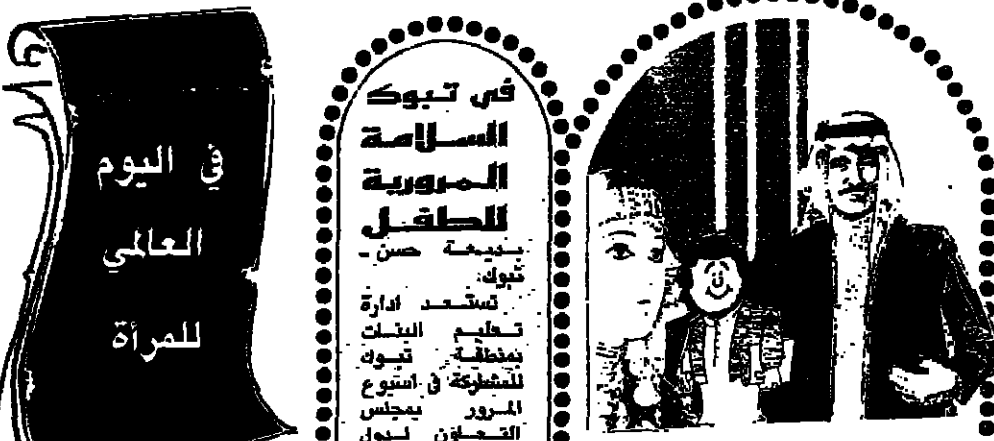 في تبوك
السلامة
المرورية
للطفل
بديعة حسن -
تبوك:
تستعد ادارة
تعليم البنات
بمنطقة تبوك
للمشاركة في اسبوع
المرور بمجلس
التعاون لدول
في اليوم
العالمي
للمرأة